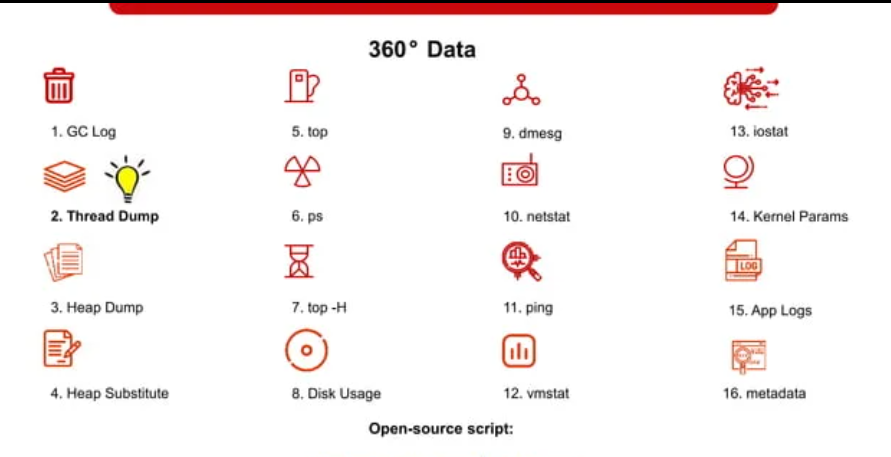 360° Data
1. GC Log
5. top
9. dmesg
13. iostat
2. Thread Dump
6. ps
10. netstat
14. Kernel Params
3. Heap Dump
7. top -H
11. ping
LOG
15. App Logs
4. Heap Substitute
8. Disk Usage
12. vmstat
16. metadata
Open-source script: